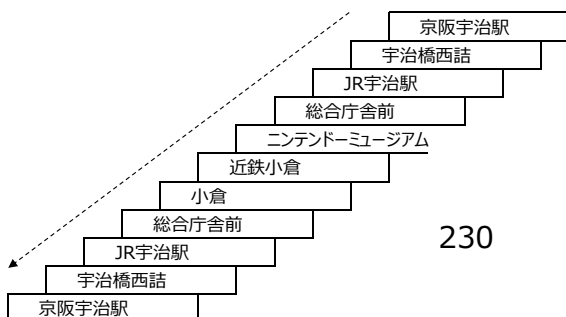 京阪宇治駅
宇治橋西詰
JR宇治駅
総合庁舎前
ニンテンドーミュージアム
近鉄小倉
小倉
総合庁舎前
JR宇治駅
宇治橋西詰
京阪宇治駅
230